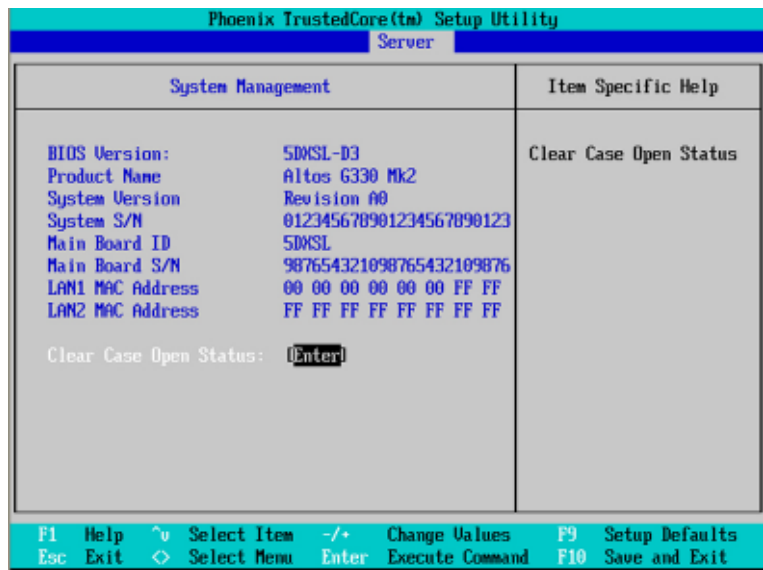 Phoenix TrustedCore(tm) Setup Utility
Server
System Management
Item Specific Help
BIOS Version: 5DXSL-D3
Product Name Altos G330 Mk2
System Version Revision A0
System S/N 012345678901234567890123
Main Board ID 5DXSL
Main Board S/N 987654321098765432109876
LAN1 MAC Address 00 00 00 00 00 00 FF FF
LAN2 MAC Address FF FF FF FF FF FF FF FF
Clear Case Open Status: [Enter]
Clear Case Open Status
F1 Help ^v Select Item -/+ Change Values F9 Setup Defaults
Esc Exit <> Select Menu Enter Execute Command F10 Save and Exit